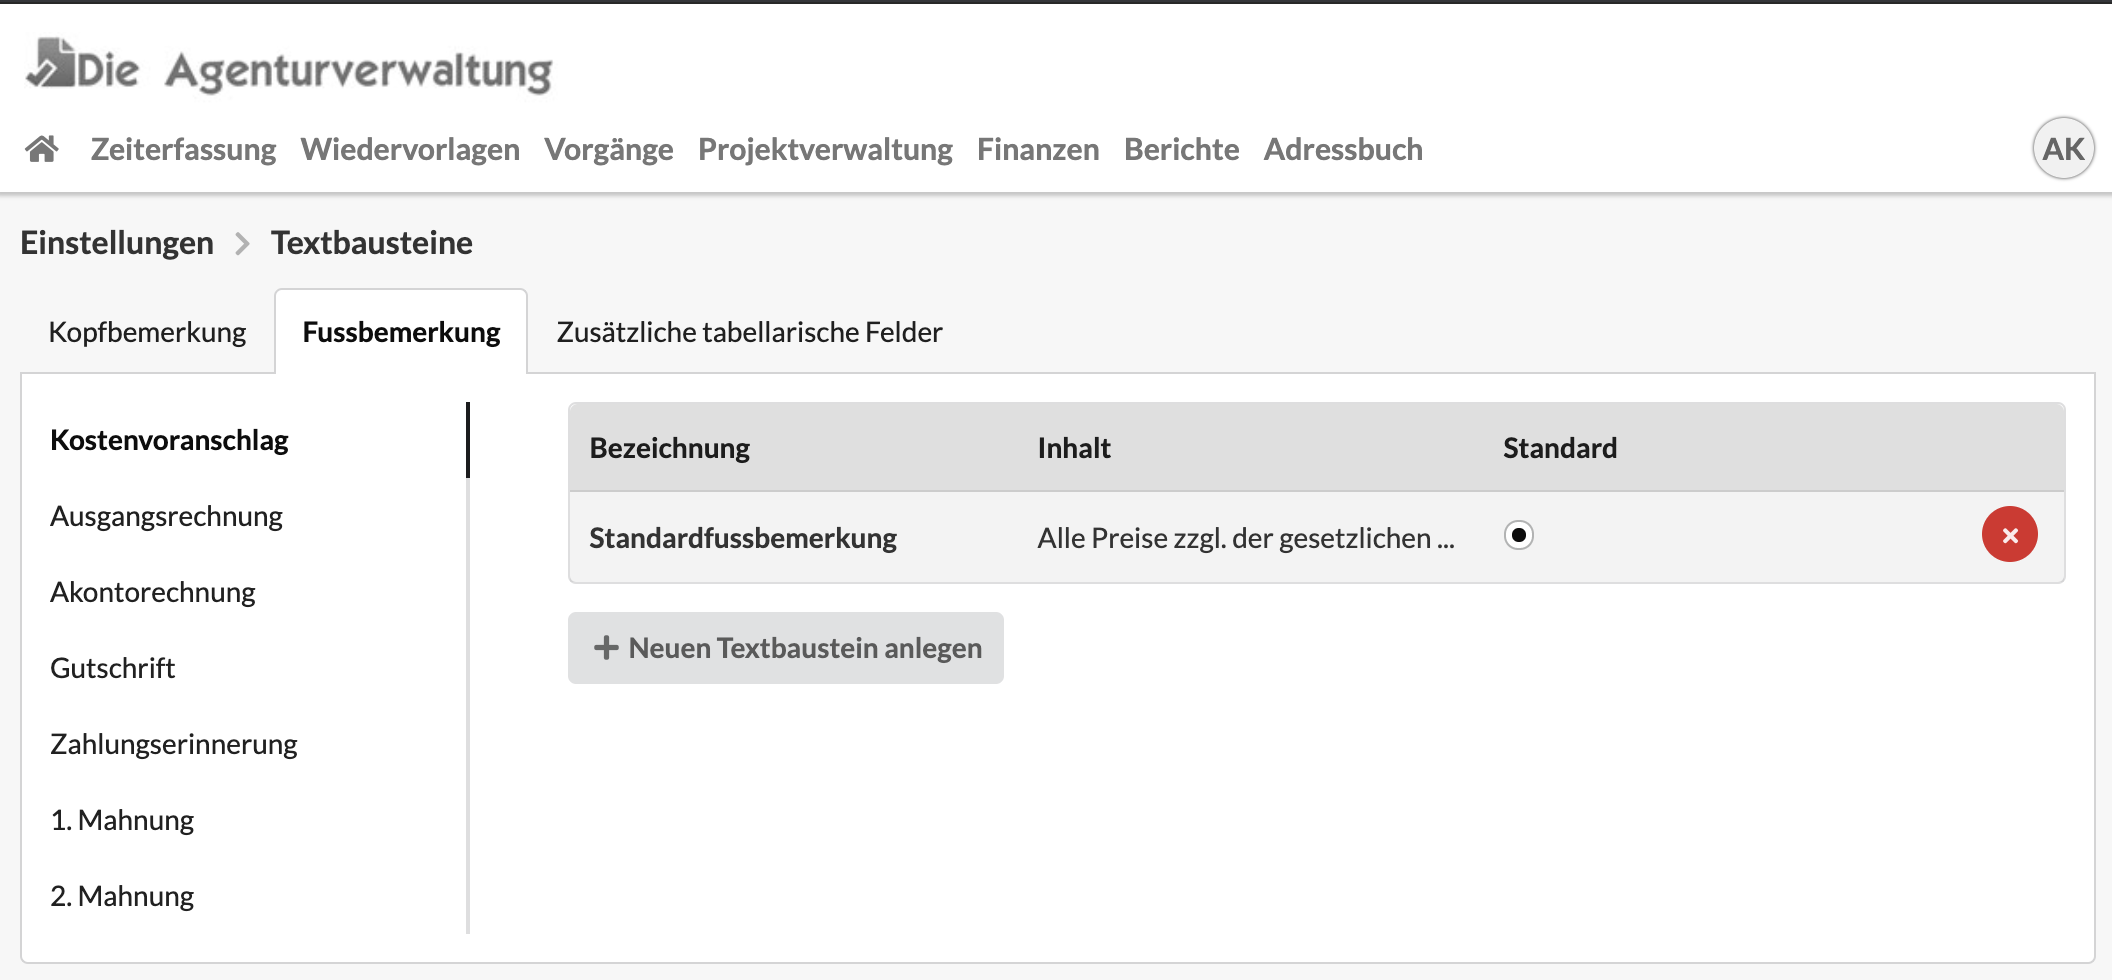 Die Agenturverwaltung
Zeiterfassung Wiedervorlagen Vorgänge Projektverwaltung Finanzen Berichte Adressbuch AK
Einstellungen Textbausteine
Kopfbemerkung Fussbemerkung Zusätzliche tabellarische Felder
Kostenvoranschlag
Ausgangsrechnung
Akontorechnung
Gutschrift
Zahlungserinnerung
1. Mahnung
2. Mahnung
Bezeichnung Inhalt Standard
Standardfussbemerkung Alle Preise zzgl. der gesetzlichen ...
Neuen Textbaustein anlegen